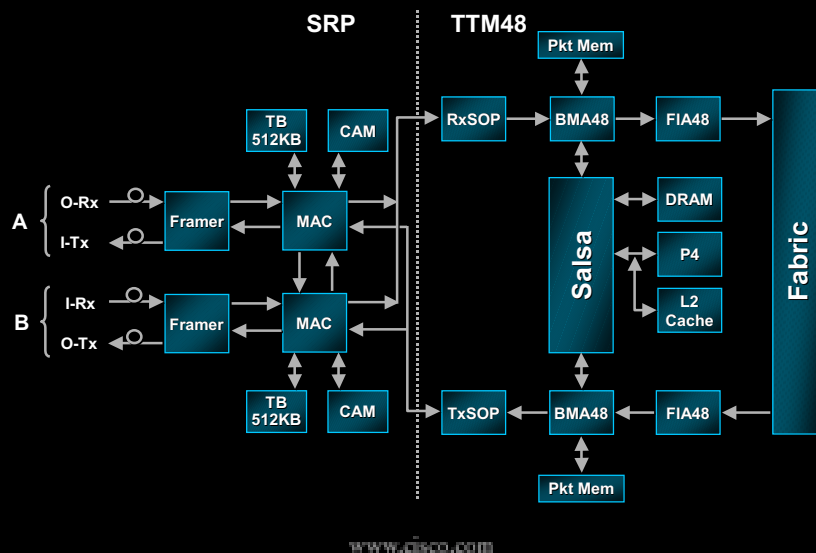 SRP
TTM48
Pkt Mem
TB
512KB
CAM
RxSOP
BMA48
FIA48
A
O-Rx
I-Tx
Framer
MAC
Salsa
DRAM
P4
L2
Cache
Fabric
B
I-Rx
O-Tx
Framer
MAC
TB
512KB
CAM
TxSOP
BMA48
FIA48
Pkt Mem
www.cisco.com